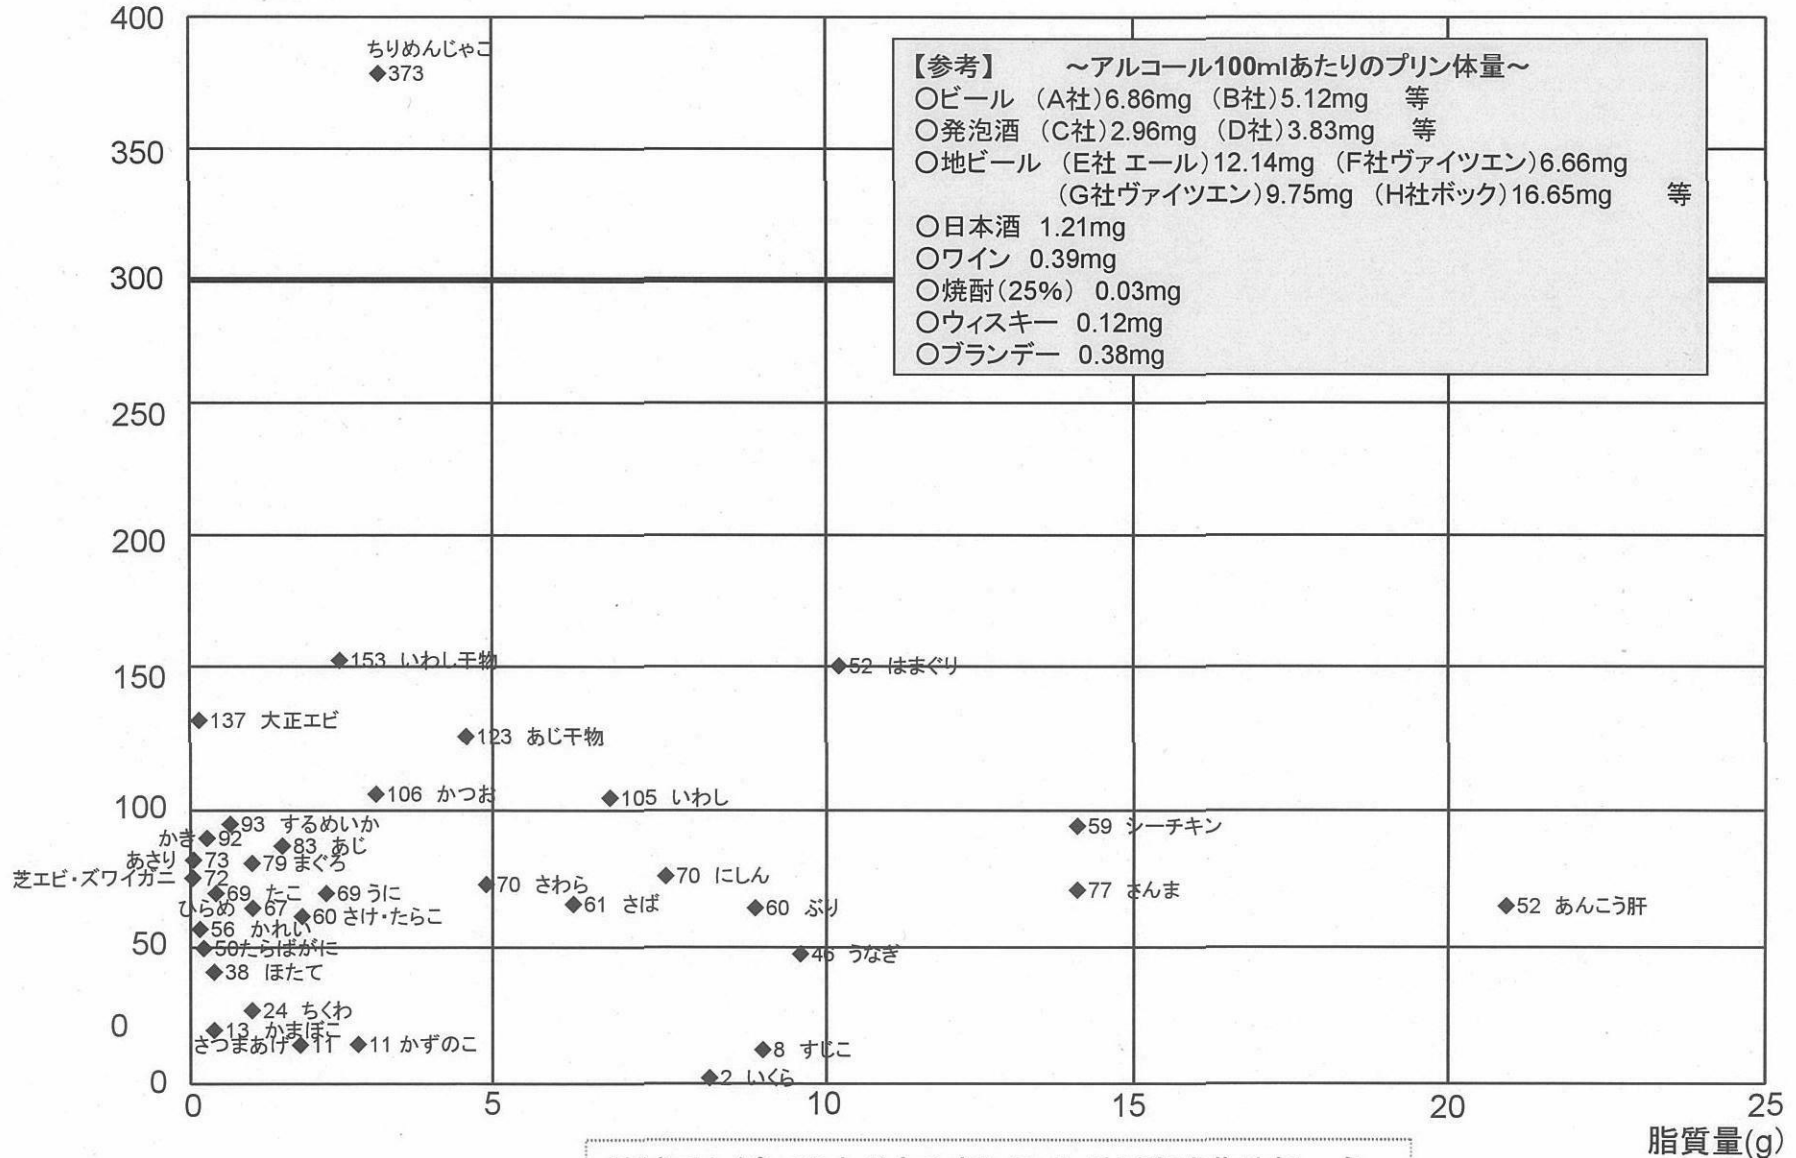 400
ちりめんじゃこ
373
【参考】 ～アルコール100mlあたりのプリン体量～
○ビール （A社）6.86mg （B社）5.12mg 等
○発泡酒 （C社）2.96mg （D社）3.83mg 等
350
○地ビール （E社 エール）12.14mg （F社ヴァイツエン）6.66mg
（G社ヴァイツエン）9.75mg （H社ボック）16.65mg 等
○日本酒 1.21mg
○ワイン 0.39mg
300
○焼酎（25%） 0.03mg
○ウィスキー 0.12mg
○ブランデー 0.38mg
250
200
153 いわし干物
52 はまぐり
150
137 大正エビ
123 あじ干物
106 かつお
105 いわし
100
93 するめいか
59 シーチキン
かき 92
83 あじ
あさり 73
79 まぐろ
芝エビ・ズワイガニ 72
70 にしん
70 さわら
77 さんま
69 たこ
69 うに
ひらめ 67
61 さば
60 ぶり
52 あんこう肝
60 さけ・たらこ
56 かれい
50
50たらばがに
46 うなぎ
38 ほたて
24 ちくわ
0
13 かまぼこ
さつまあげ 11
11 かずのこ
8 すじこ
2 いくら
0
0 5 10 15 20 25
脂質量(g)